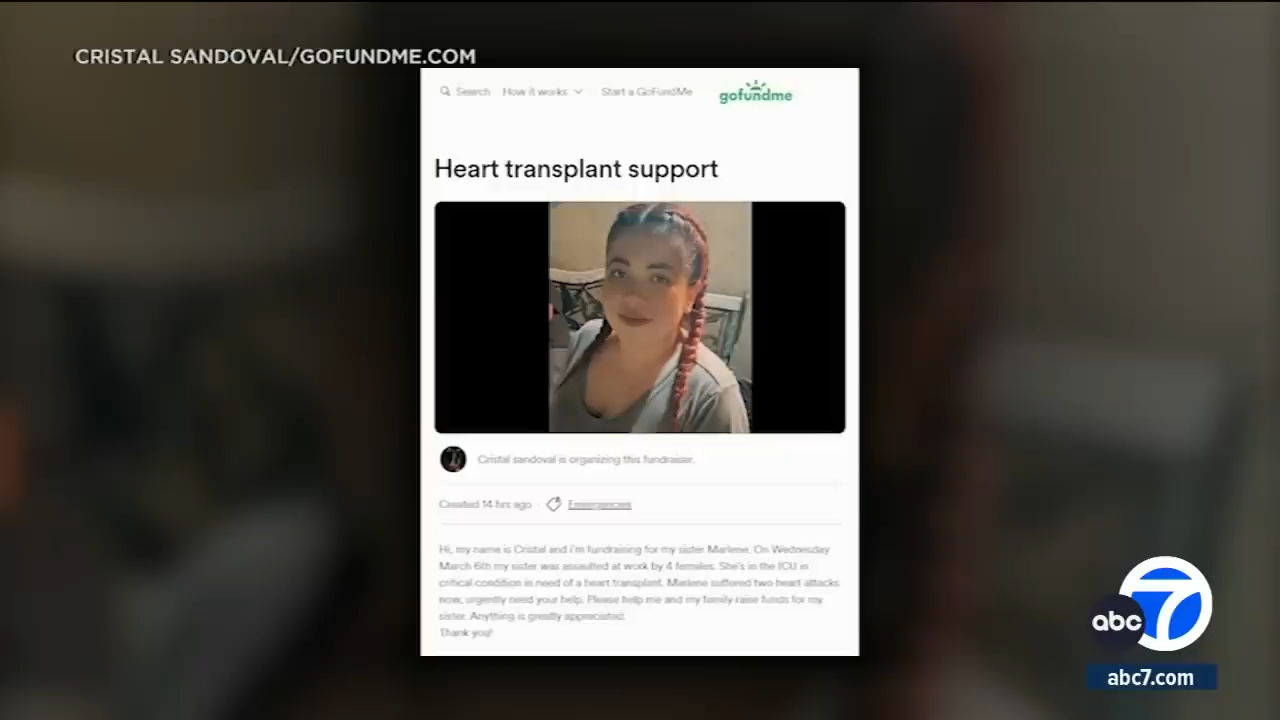 CRISTAL SANDOVAL/GOFUNDME.COM
Search How it works Start a GoFundMe gofundme
Heart transplant support
Cristal sandoval is organizing this fundraiser.
Created 14 hrs ago · Emergencies
Hi, my name is Cristal and i'm fundraising for my sister Marlene. On Wednesday
March 6th my sister was assaulted at work by 4 females. She's in the ICU in
critical condition is need of a heart transplant. Marlene suffered two heart attacks
now, urgently need your help. Please help me and my family raise funds for my
sister. Anything is greatly appreciated.
Thank you!
abc 7
abc7.com